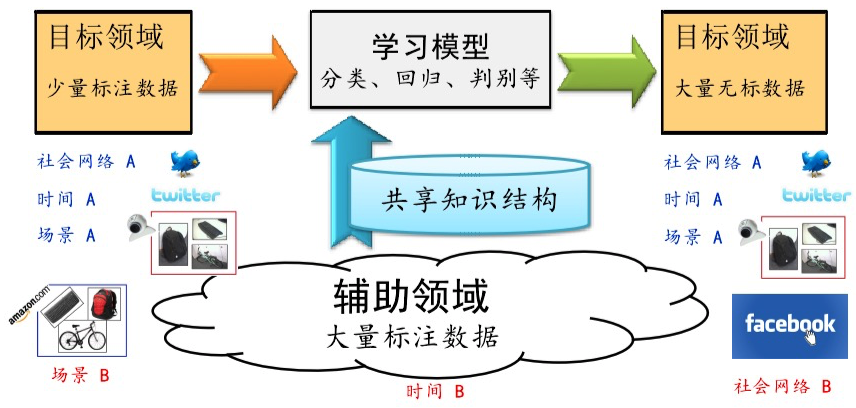 目标领域
少量标注数据
学习模型
分类、回归、判别等
目标领域
大量无标数据
社会网络 A
twitter
时间 A
场景 A
共享知识结构
社会网络 A
twitter
时间 A
场景 A
辅助领域
大量标注数据
amazon.com
场景 B
时间 B
facebook
社会网络 B